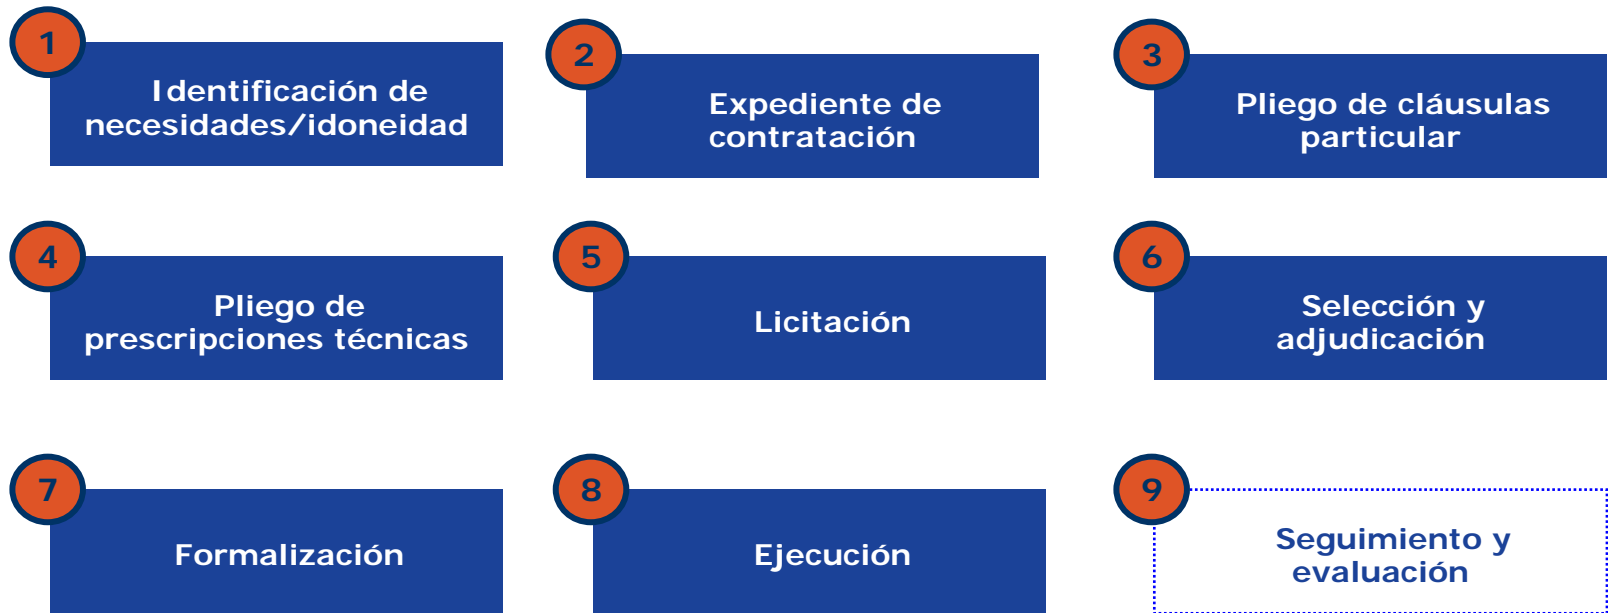 1
Identificación de
necesidades/idoneidad
2
Expediente de
contratación
3
Pliego de cláusulas
particular
4
Pliego de
prescripciones técnicas
5
Licitación
6
Selección y
adjudicación
7
Formalización
8
Ejecución
9
Seguimiento y
evaluación